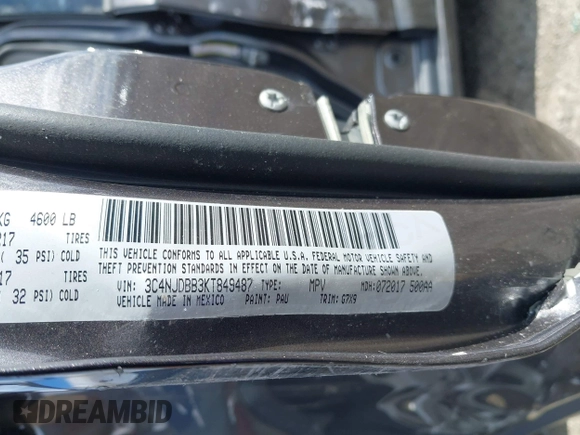 KG 4600 LB
R17 TIRES
( 35 PSI) COLD
17 TIRES
32 PSI) COLD
THIS VEHICLE CONFORMS TO ALL APPLICABLE U.S.A. FEDERAL MOTOR VEHICLE SAFETY AND
THEFT PREVENTION STANDARDS IN EFFECT ON THE DATE OF MANUFACTURE SHOWN ABOVE.
VIN: 3C4NJDBB3KT849487 TYPE: MPV MDH:072017 500AA
VEHICLE MADE IN MEXICO PAINT: PAU TRIM: G7X9
DREAMBID